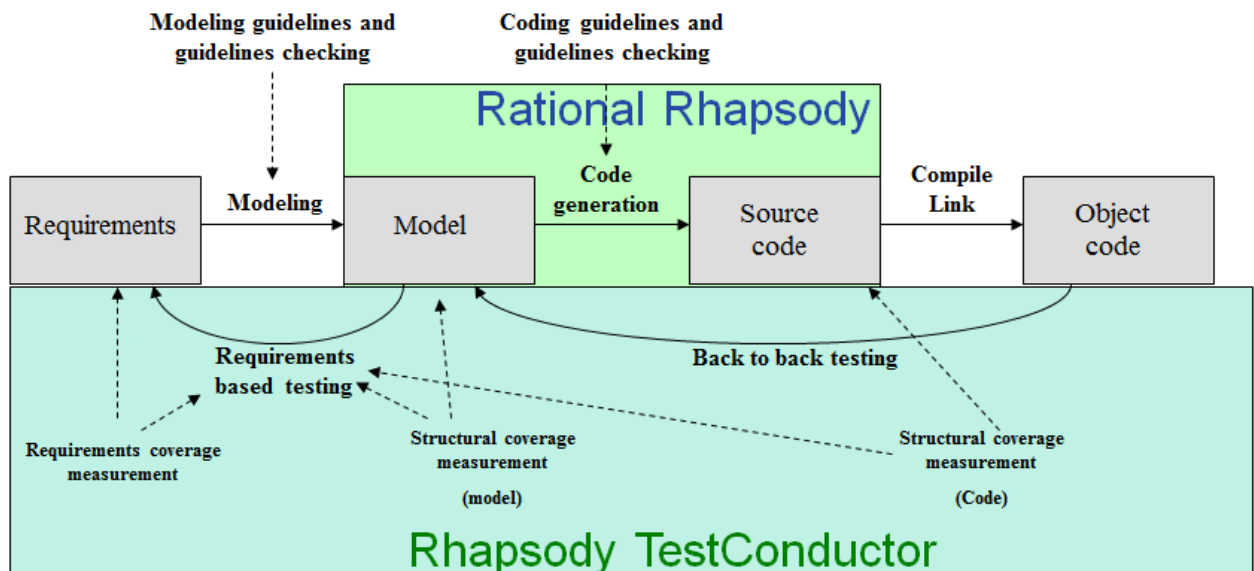 Modeling guidelines and
guidelines checking
Coding guidelines and
guidelines checking
Rational Rhapsody
Requirements
Modeling
Model
Code
generation
Source
code
Compile
Link
Object
code
Requirements
based testing
Back to back testing
Requirements coverage
measurement
Structural coverage
measurement
(model)
Structural coverage
measurement
(Code)
Rhapsody TestConductor